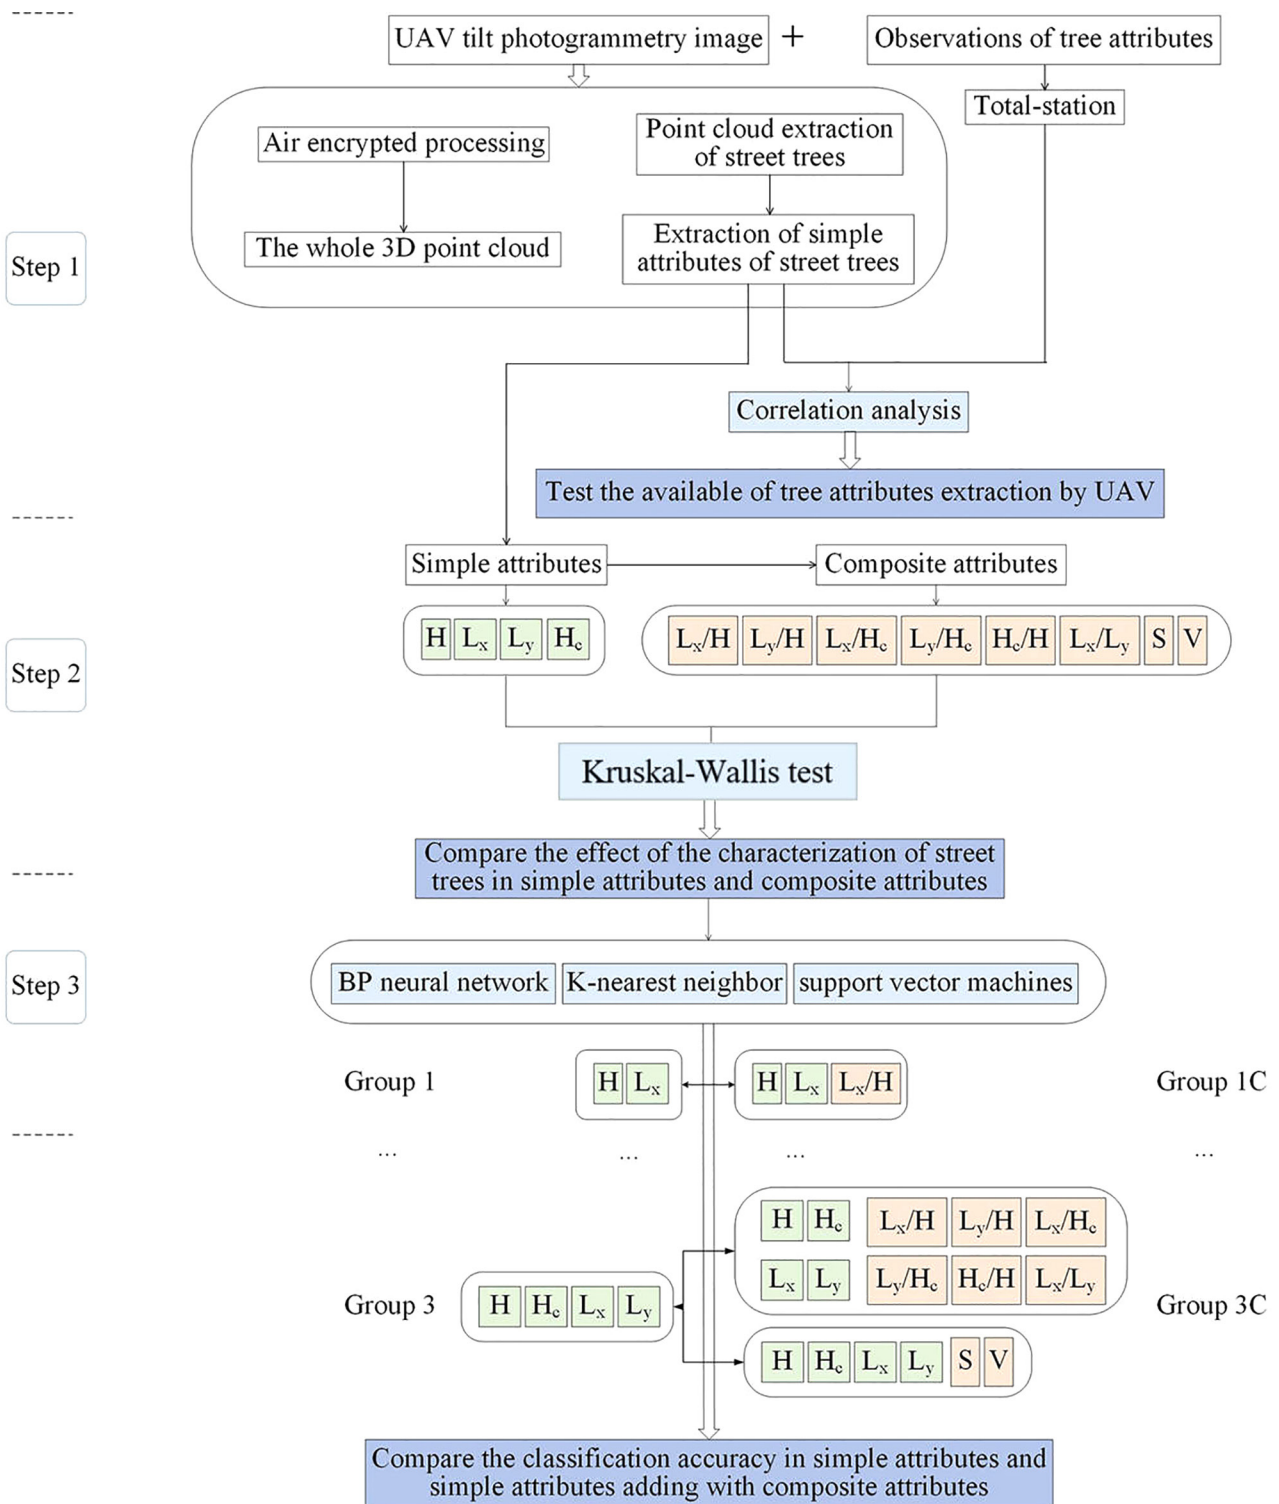 UAV tilt photogrammetry image
+
Observations of tree attributes
Total-station
Air encrypted processing
Point cloud extraction
of street trees
The whole 3D point cloud
Extraction of simple
attributes of street trees
Step 1
Correlation analysis
Test the available of tree attributes extraction by UAV
Simple attributes
Composite attributes
H Lx Ly Hc
Lx/H Ly/H Lx/Hc Ly/Hc Hc/H Lx/Ly S V
Step 2
Kruskal-Wallis test
Compare the effect of the characterization of street
trees in simple attributes and composite attributes
Step 3
BP neural network
K-nearest neighbor
support vector machines
Group 1
H Lx
H Lx Lx/H
Group 1C
... ... ... ...
H Hc Lx/H Ly/H Lx/Hc
Lx Ly Ly/Hc Hc/H Lx/Ly
Group 3
H Hc Lx Ly
Group 3C
H Hc Lx Ly S V
Compare the classification accuracy in simple attributes and
simple attributes adding with composite attributes